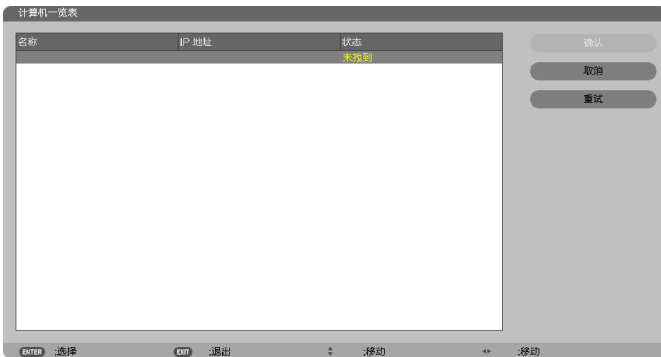 计算机一览表
名称 IP 地址 状态
未找到
确认
取消
重试
ENTER :选择 EXIT :退出 :移动 :移动